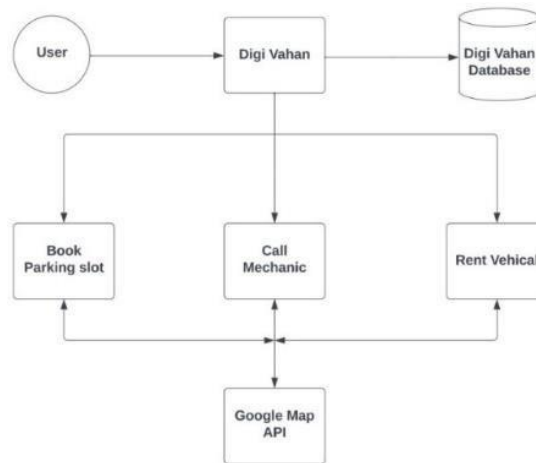 User
Digi Vahan
Digi Vahan
Database
Book
Parking slot
Call
Mechanic
Rent Vehical
Google Map
API